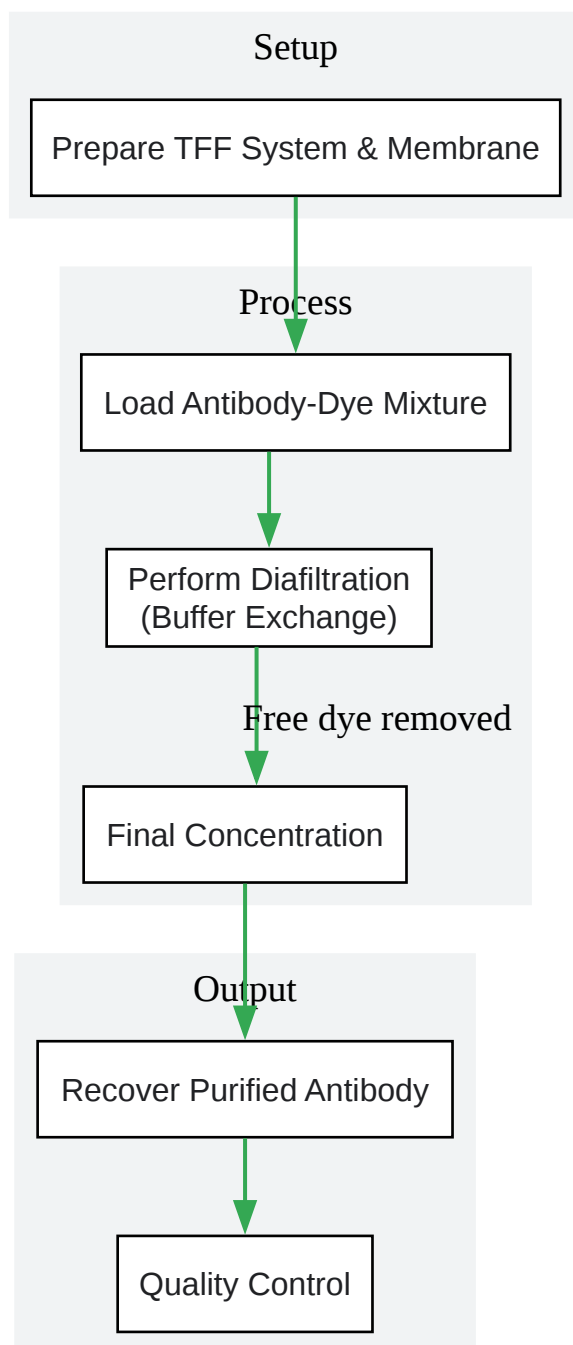 Setup
Prepare TFF System & Membrane
Process
Load Antibody-Dye Mixture
Perform Diafiltration
(Buffer Exchange)
Free dye removed
Final Concentration
Output
Recover Purified Antibody
Quality Control